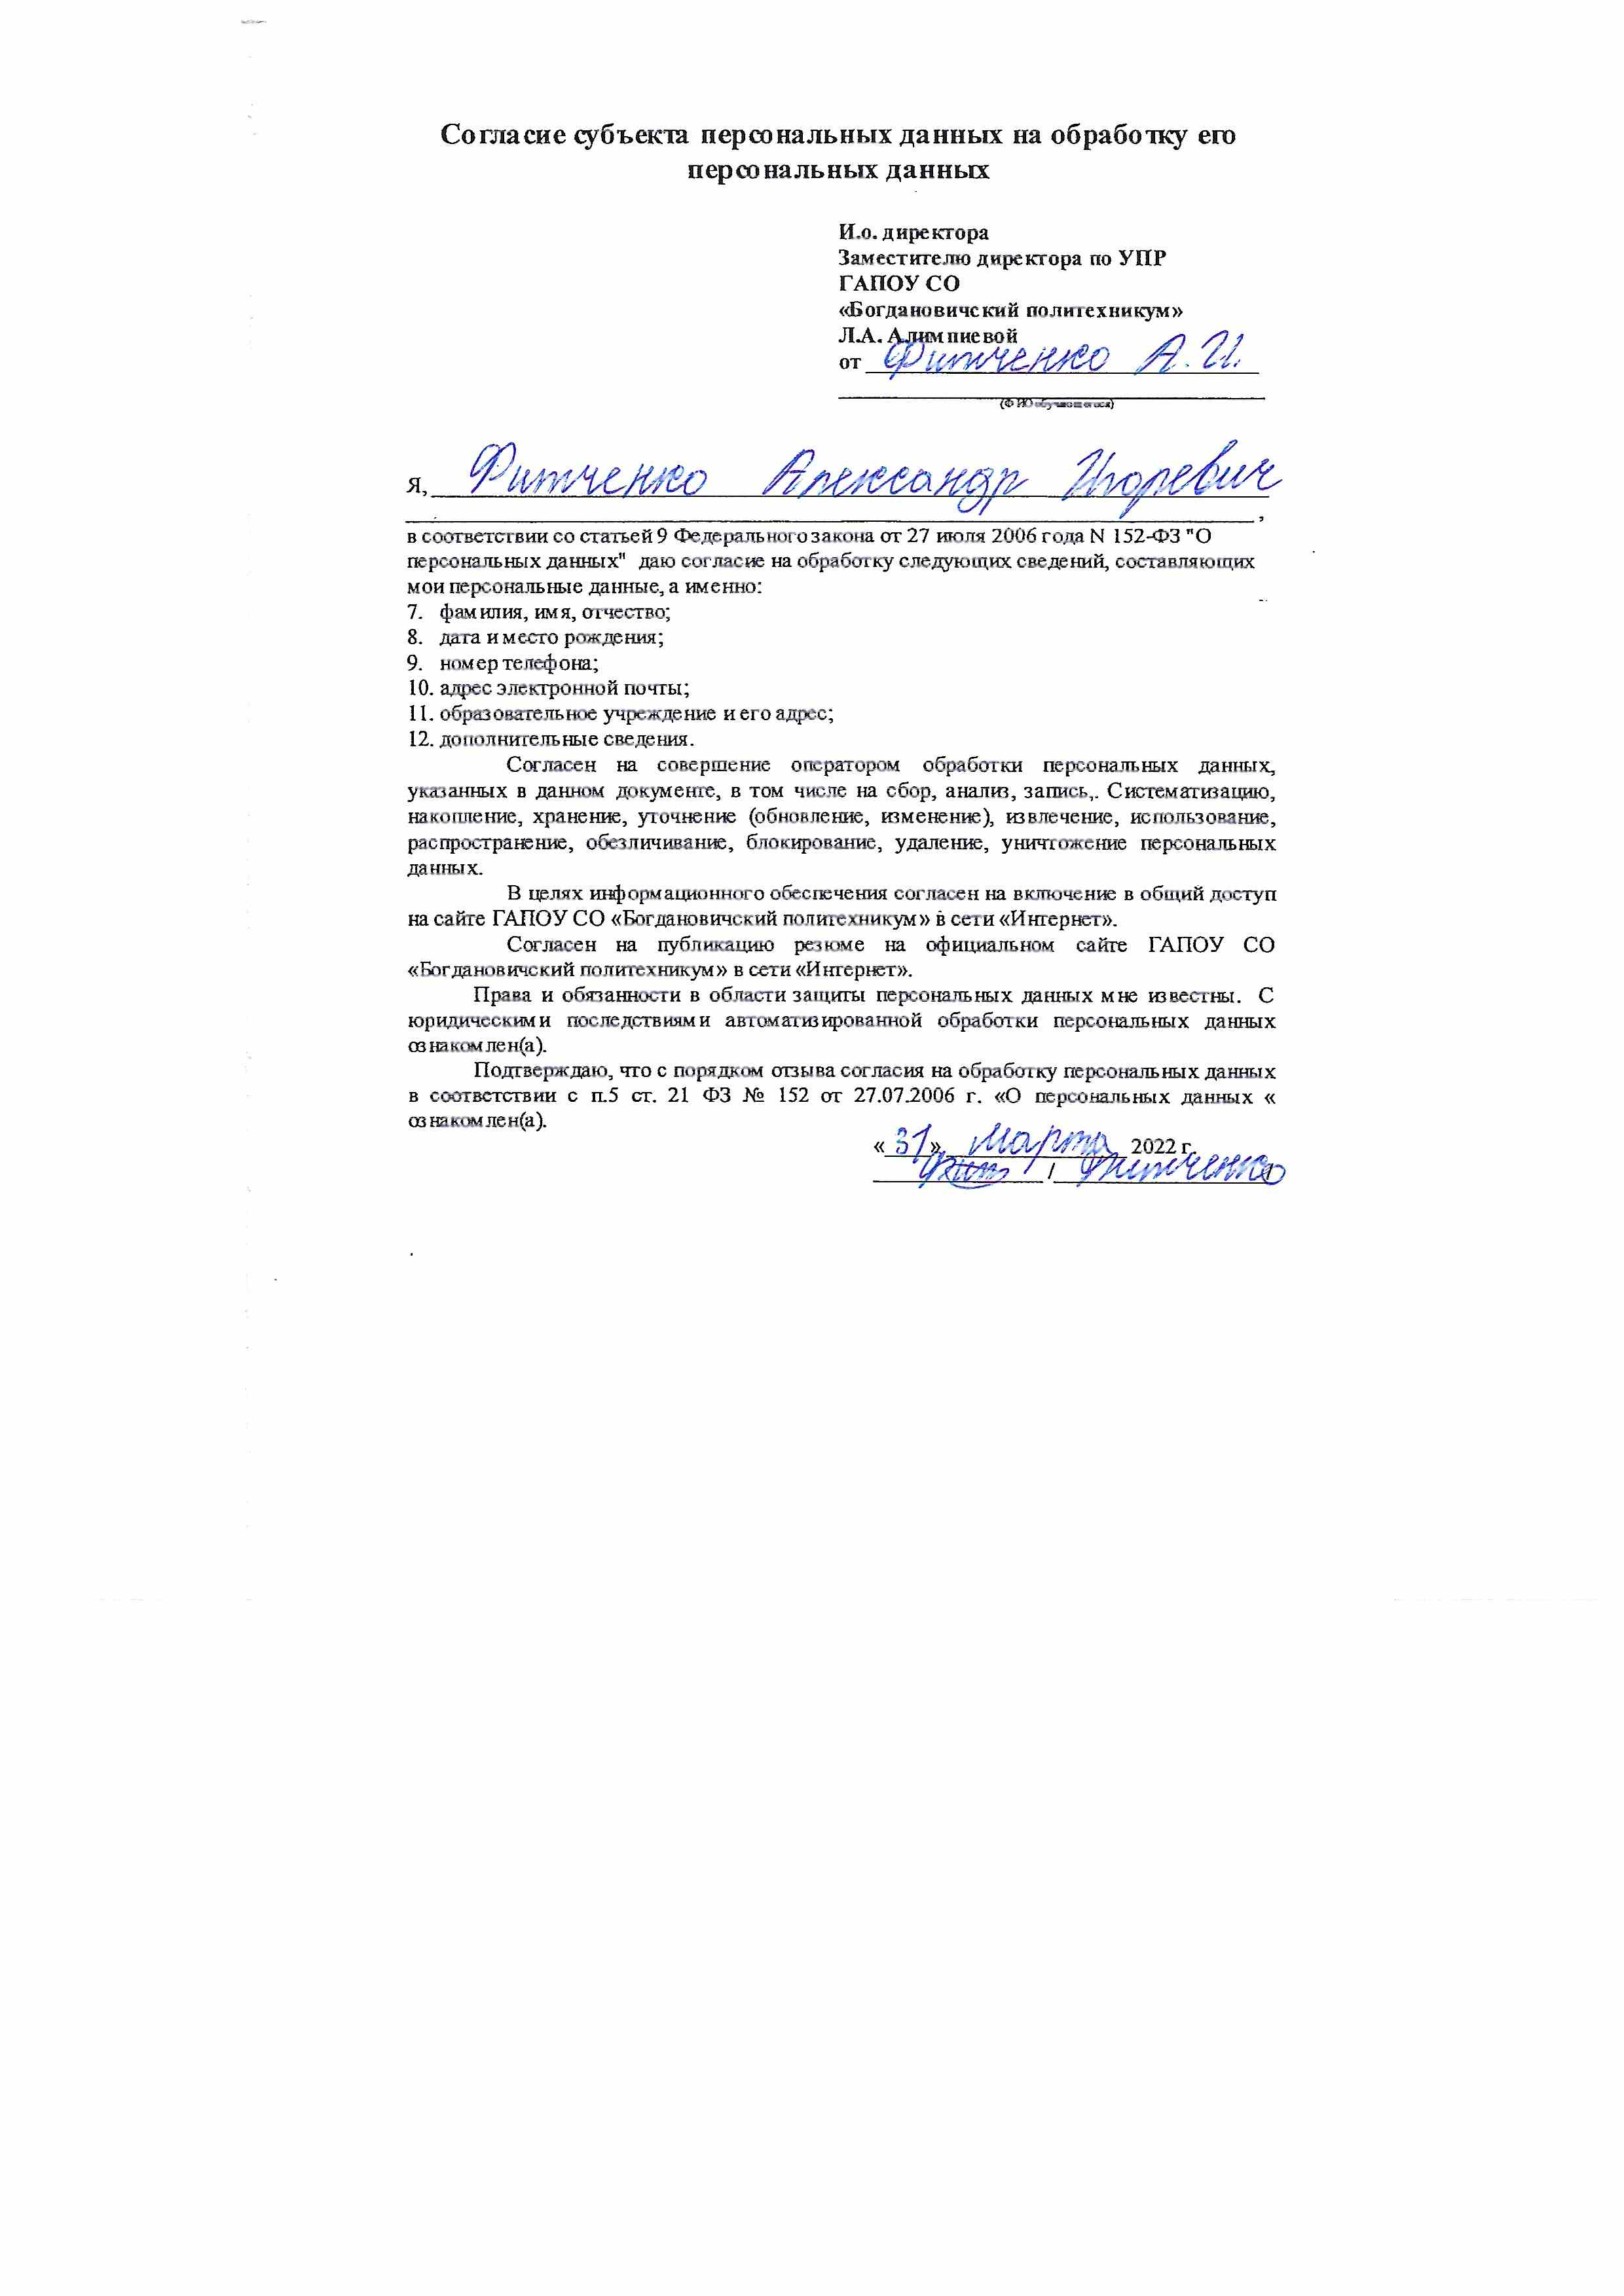 Согласие субъекта персональных данных на обработку его
персональных данных
И.о. директора
Заместителю директора по УПР
ГАПОУ СО
«Богдановичский политехникум»
Л.А. Алимпиевой
от Фитченко А.И.
(ФИО обучающегося)
Я, Фитченко Александр Игоревич
,
в соответствии со статьей 9 Федерального закона от 27 июля 2006 года N 152-ФЗ "О
персональных данных" даю согласие на обработку следующих сведений, составляющих
мои персональные данные, а именно:
7. фамилия, имя, отчество;
8. дата и место рождения;
9. номер телефона;
10. адрес электронной почты;
11. образовательное учреждение и его адрес;
12. дополнительные сведения.
Согласен на совершение оператором обработки персональных данных,
указанных в данном документе, в том числе на сбор, анализ, запись,. Систематизацию,
накопление, хранение, уточнение (обновление, изменение), извлечение, использование,
распространение, обезличивание, блокирование, удаление, уничтожение персональных
данных.
В целях информационного обеспечения согласен на включение в общий доступ
на сайте ГАПОУ СО «Богдановичский политехникум» в сети «Интернет».
Согласен на публикацию резюме на официальном сайте ГАПОУ СО
«Богдановичский политехникум» в сети «Интернет».
Права и обязанности в области защиты персональных данных мне известны. С
юридическими последствиями автоматизированной обработки персональных данных
ознакомлен(а).
Подтверждаю, что с порядком отзыва согласия на обработку персональных данных
в соответствии с п.5 ст. 21 ФЗ № 152 от 27.07.2006 г. «О персональных данных «
ознакомлен(а).
«31» Марта 2022 г.
Фит / Фитченко /